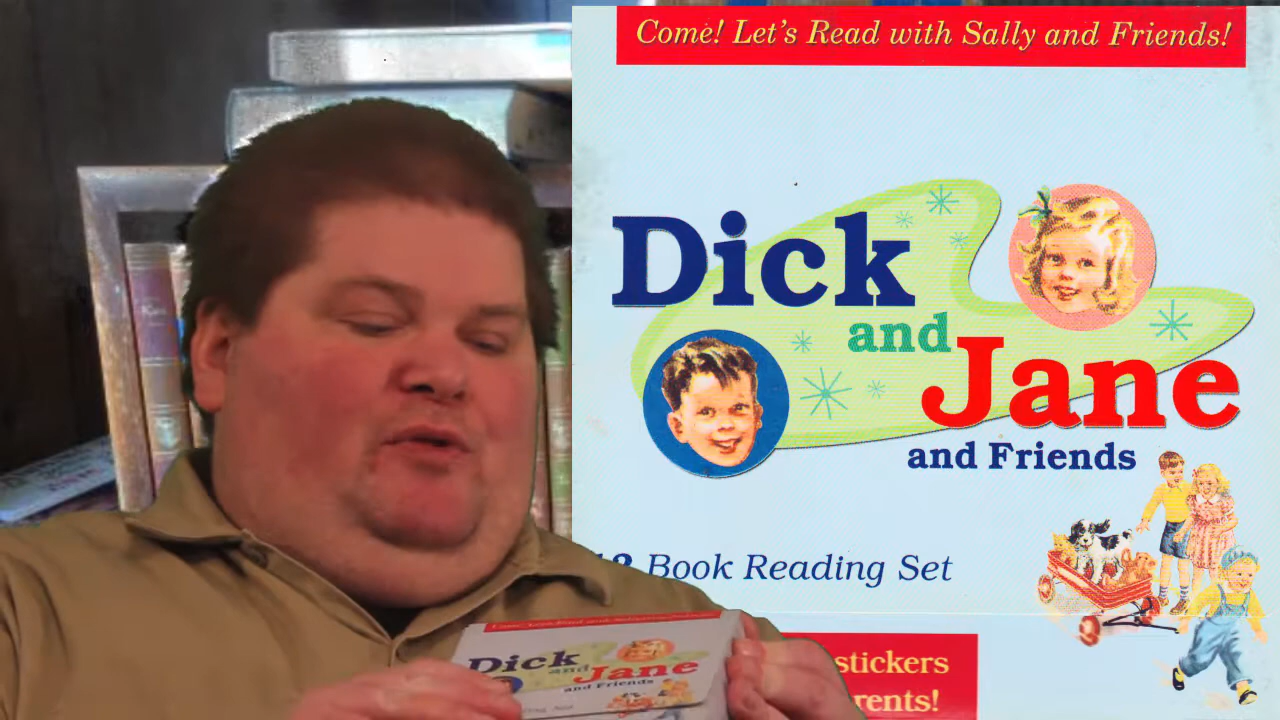 Come! Let's Read with Sally and Friends!
Dick
and
Jane
and Friends
12 Book Reading Set
stickers
rents!
Dick
and
Jane
and Friends